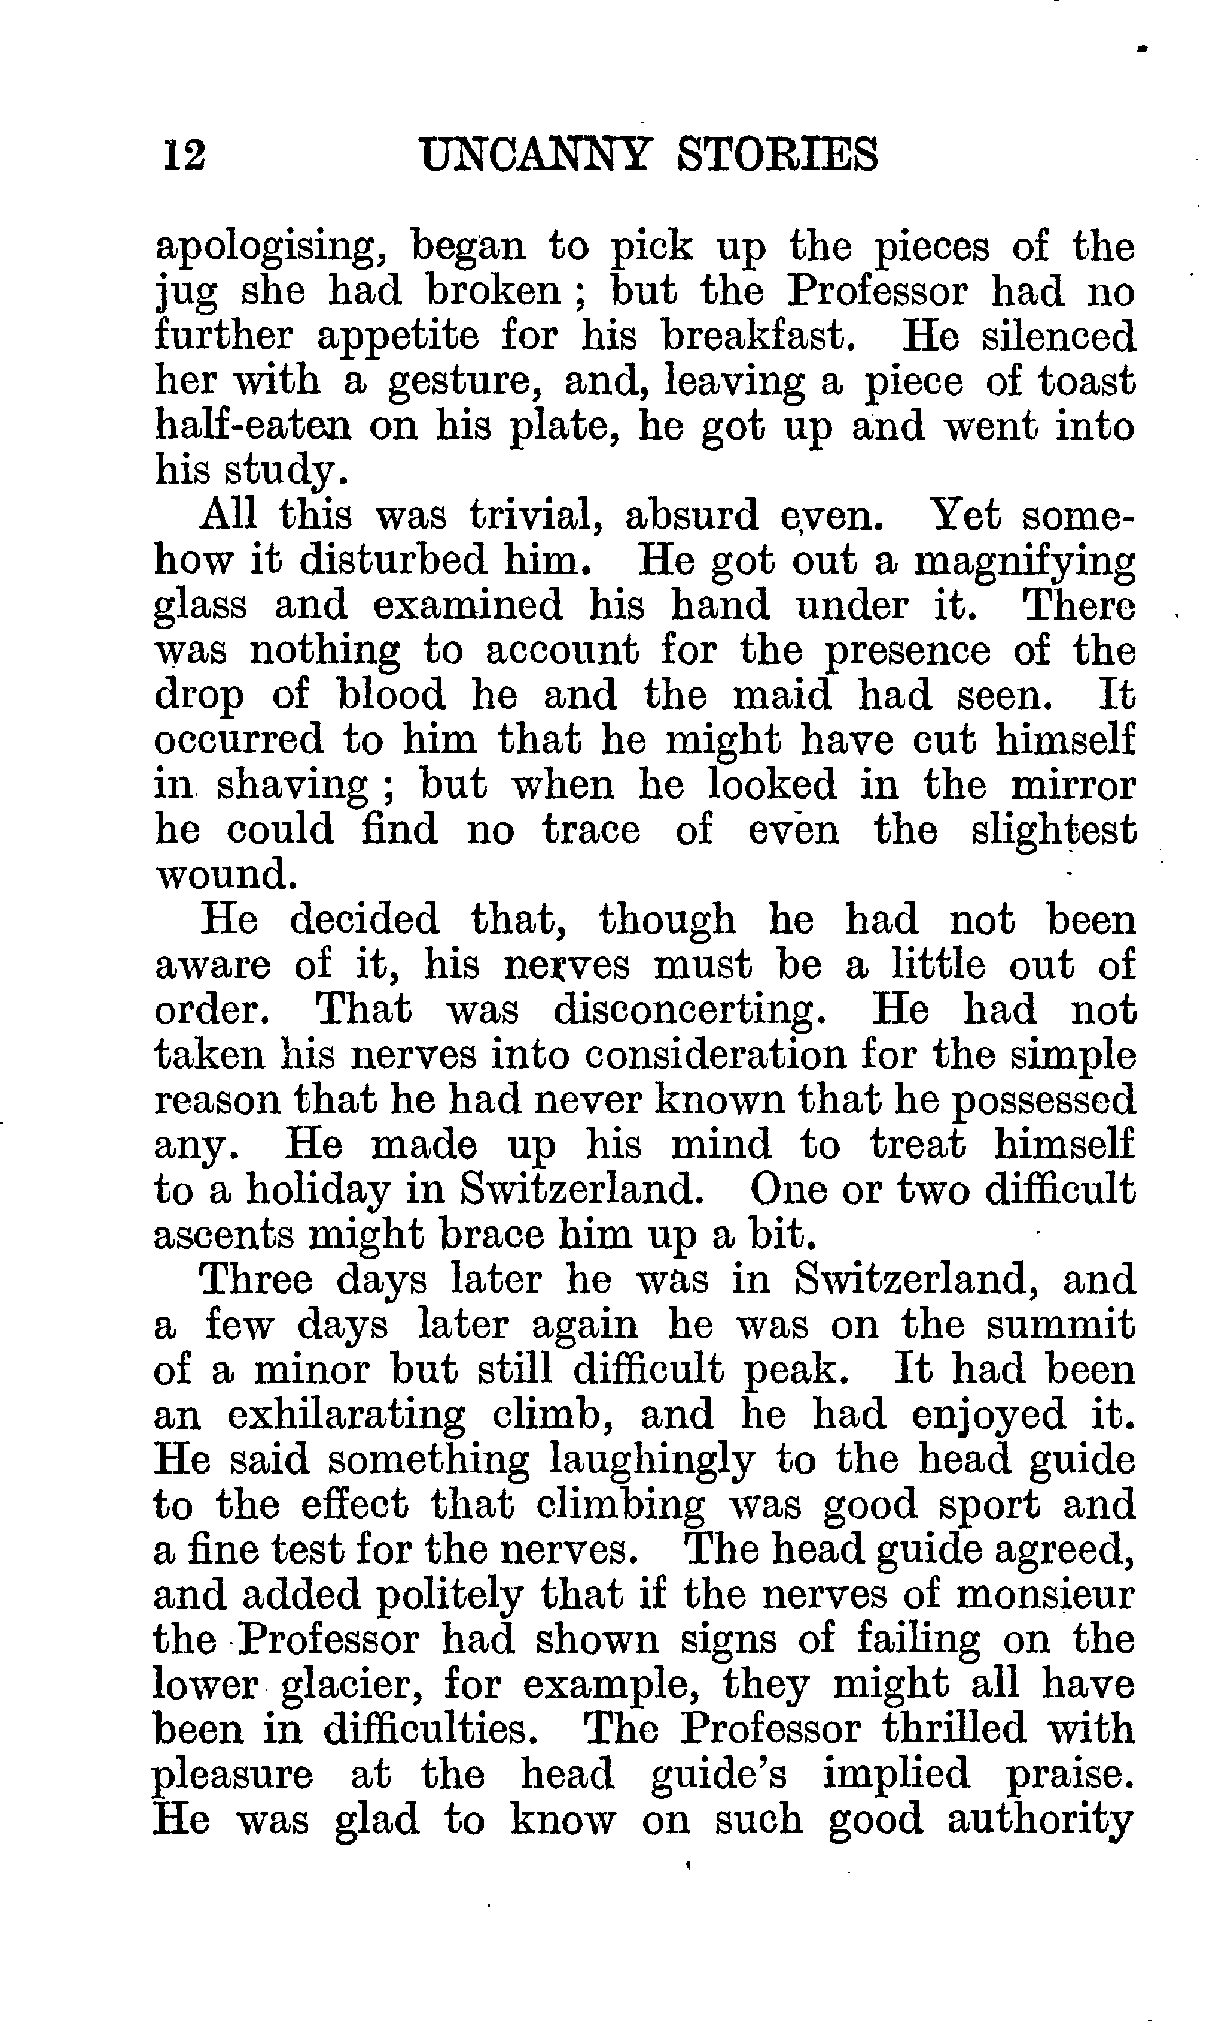 12 UNCANNY STORIES
apologising, began to pick up the pieces of the
jug she had broken ; but the Professor had no
further appetite for his breakfast. He silenced
her with a gesture, and, leaving a piece of toast
half-eaten on his plate, he got up and went into
his study.
All this was trivial, absurd even. Yet some-
how it disturbed him. He got out a magnifying
glass and examined his hand under it. There
was nothing to account for the presence of the
drop of blood he and the maid had seen. It
occurred to him that he might have cut himself
in shaving ; but when he looked in the mirror
he could find no trace of even the slightest
wound.
He decided that, though he had not been
aware of it, his nerves must be a little out of
order. That was disconcerting. He had not
taken his nerves into consideration for the simple
reason that he had never known that he possessed
any. He made up his mind to treat himself
to a holiday in Switzerland. One or two difficult
ascents might brace him up a bit.
Three days later he was in Switzerland, and
a few days later again he was on the summit
of a minor but still difficult peak. It had been
an exhilarating climb, and he had enjoyed it.
He said something laughingly to the head guide
to the effect that climbing was good sport and
a fine test for the nerves. The head guide agreed,
and added politely that if the nerves of monsieur
the Professor had shown signs of failing on the
lower glacier, for example, they might all have
been in difficulties. The Professor thrilled with
pleasure at the head guide's implied praise.
He was glad to know on such good authority